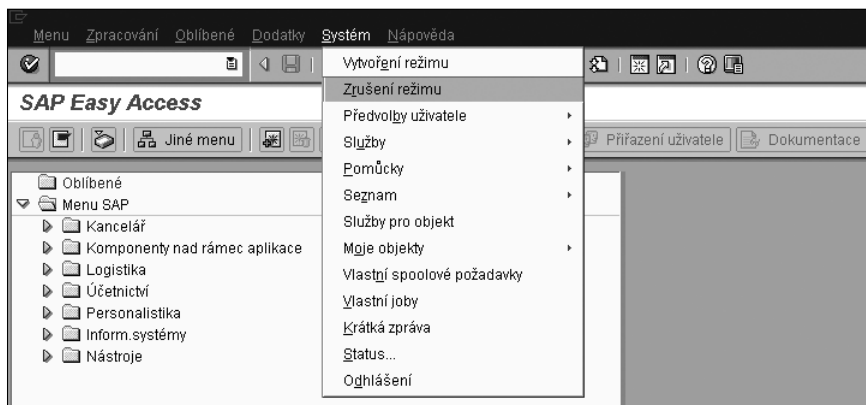 Menu Zpracování Oblíbené Dodatky Systém Nápověda
Vytvoření režimu
Zrušení režimu
Předvolby uživatele
Služby
Pomůcky
Seznam
Služby pro objekt
Moje objekty
Vlastní spoolové požadavky
Vlastní joby
Krátká zpráva
Status...
Odhlášení
SAP Easy Access
Jiné menu
Přiřazení uživatele
Dokumentace
Oblíbené
Menu SAP
Kancelář
Komponenty nad rámec aplikace
Logistika
Účetnictví
Personalistika
Inform.systémy
Nástroje